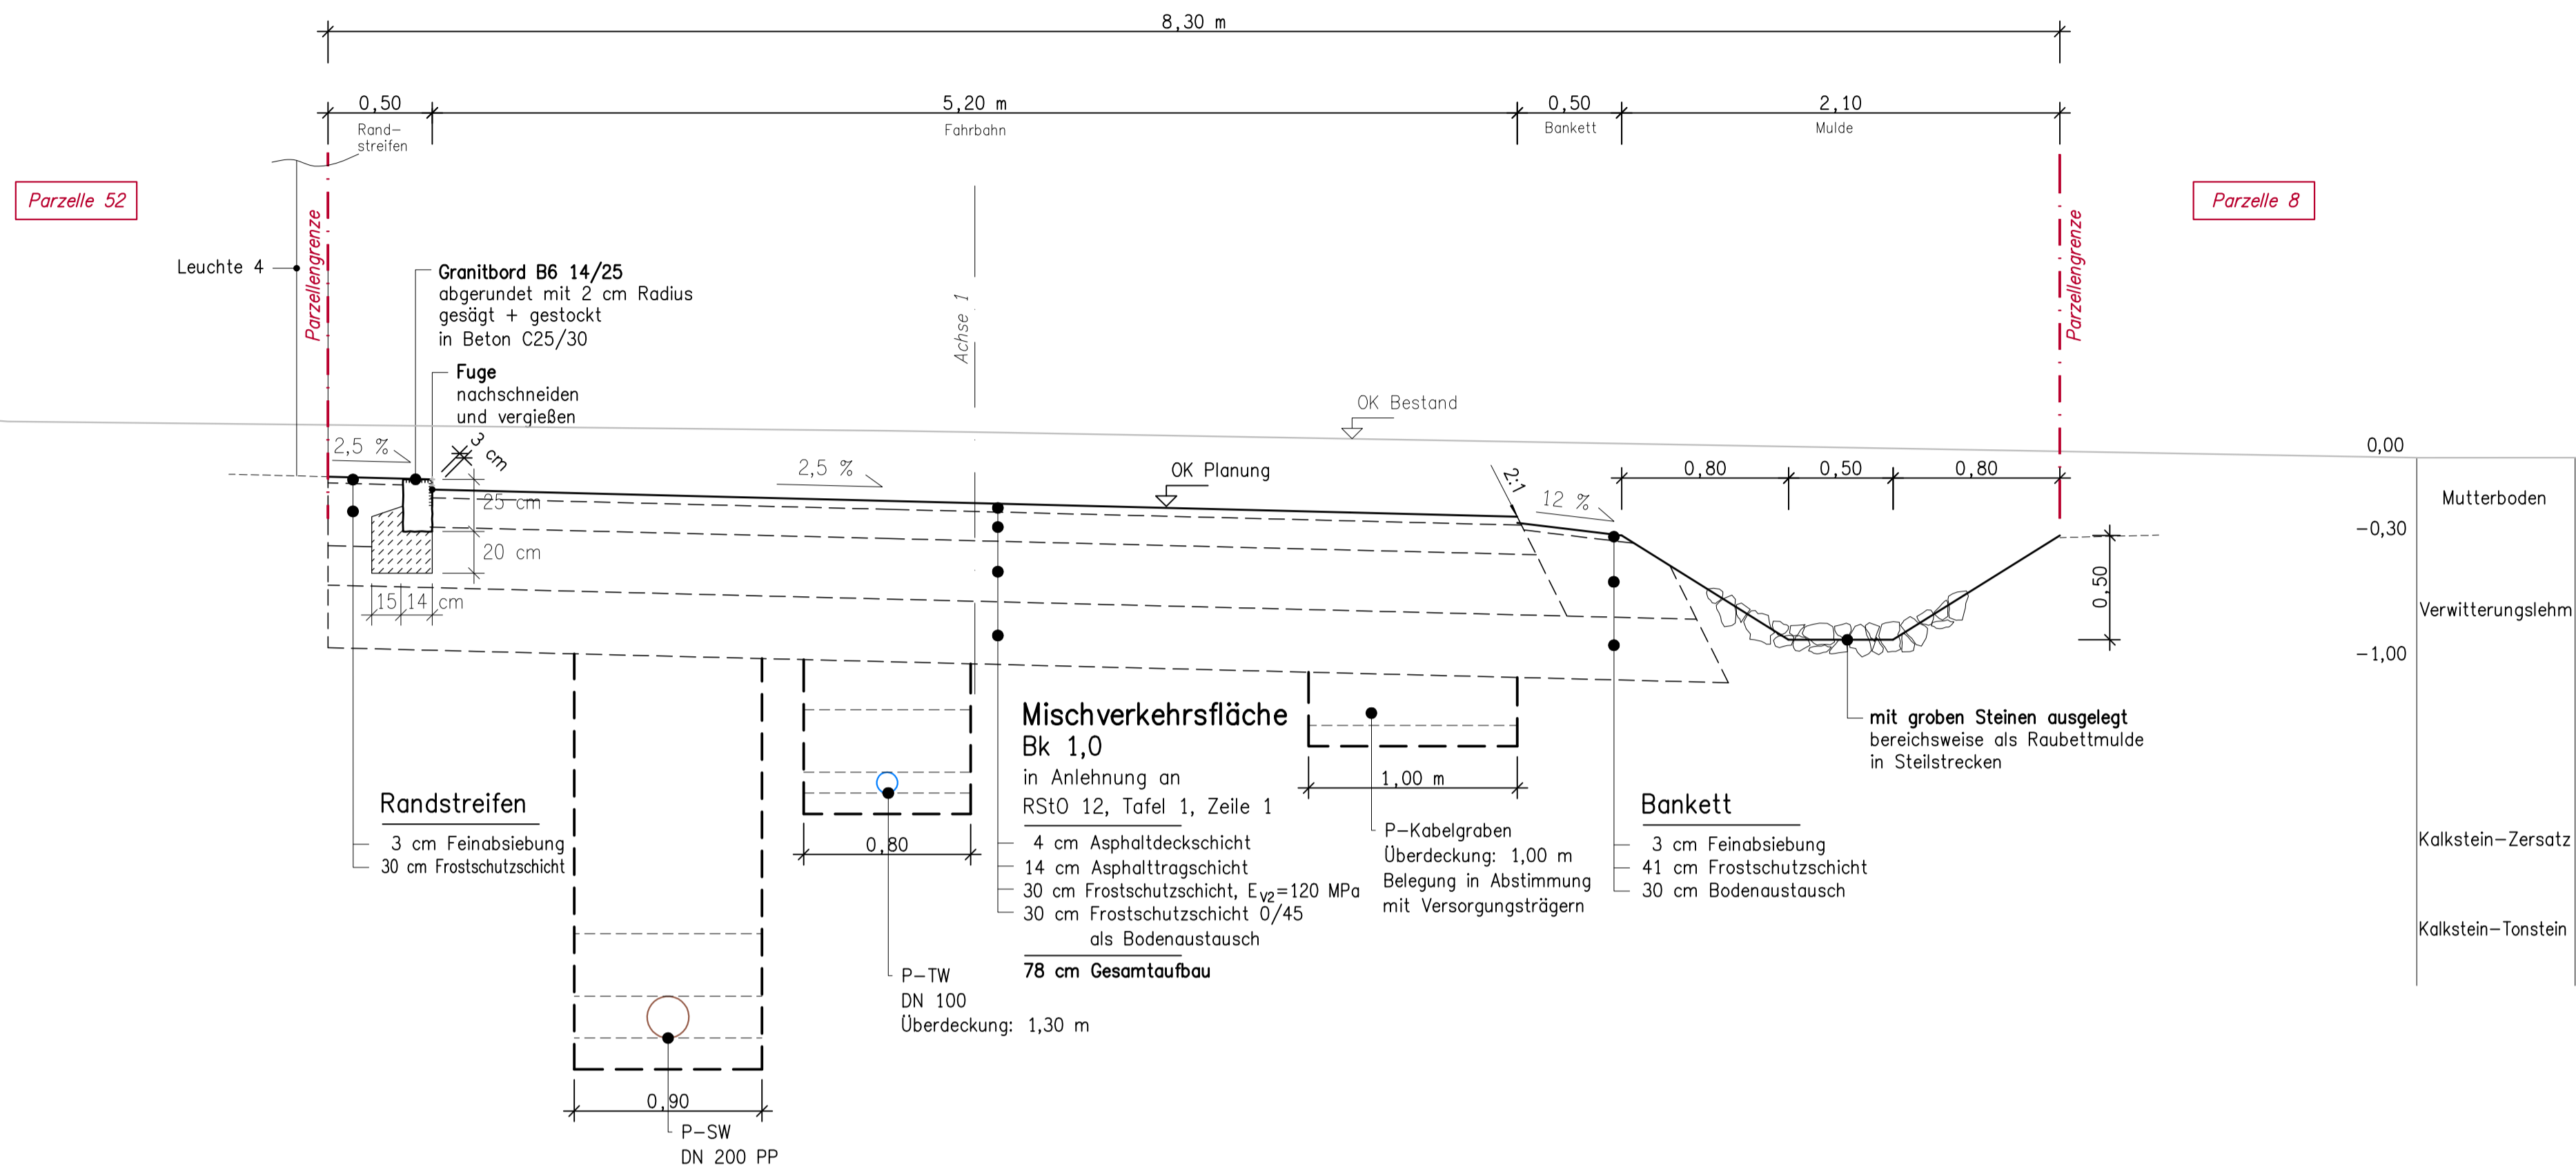 8,30 m
0,50
5,20 m
0,50
2,10
Rand-
streifen
Fahrbahn
Bankett
Mulde
Parzelle 52
Parzellengrenze
Leuchte 4
Granitbord B6 14/25
abgerundet mit 2 cm Radius
gesägt + gestockt
in Beton C25/30
Fuge
nachschneiden
und vergießen
Achse 1
Parzellengrenze
Parzelle 8
OK Bestand
2,5 %
3 cm
2,5 %
OK Planung
2:1
12 %
0,80
0,50
0,80
25 cm
20 cm
15
14
cm
0,50
0,00
Mutterboden
-0,30
Verwitterungslehm
-1,00
Kalkstein-Zersatz
Kalkstein-Tonstein
mit groben Steinen ausgelegt
bereichsweise als Raubettmulde
in Steilstrecken
Randstreifen
3 cm Feinabsiebung
30 cm Frostschutzschicht
0,90
P-SW
DN 200 PP
0,80
P-TW
DN 100
Überdeckung: 1,30 m
Mischverkehrsfläche
Bk 1,0
in Anlehnung an
RStO 12, Tafel 1, Zeile 1
4 cm Asphaltdeckschicht
14 cm Asphalttragschicht
30 cm Frostschutzschicht, EV2=120 MPa
30 cm Frostschutzschicht 0/45
als Bodenaustausch
78 cm Gesamtaufbau
1,00 m
P-Kabelgraben
Überdeckung: 1,00 m
Belegung in Abstimmung
mit Versorgungsträgern
Bankett
3 cm Feinabsiebung
41 cm Frostschutzschicht
30 cm Bodenaustausch